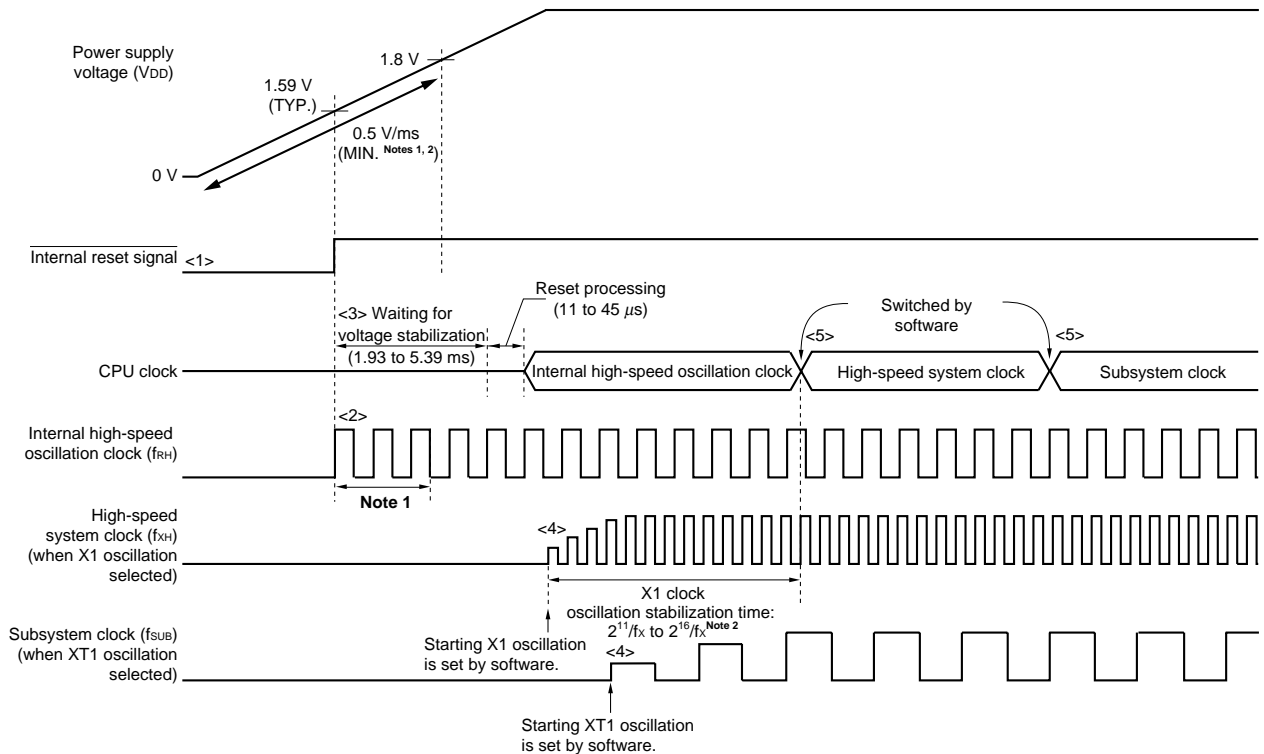 Power supply
voltage (VDD)
1.8 V
1.59 V
(TYP.)
0.5 V/ms
(MIN. Notes 1, 2)
0 V
Internal reset signal
<1>
Reset processing
(11 to 45 μs)
<3> Waiting for
voltage stabilization
(1.93 to 5.39 ms)
Switched by
software
<5>
<5>
CPU clock
Internal high-speed oscillation clock
High-speed system clock
Subsystem clock
<2>
Internal high-speed
oscillation clock (fRH)
Note 1
High-speed
system clock (fXH)
(when X1 oscillation
selected)
<4>
X1 clock
oscillation stabilization time:
2^11/fX to 2^16/fX Note 2
Starting X1 oscillation
is set by software.
Subsystem clock (fSUB)
(when XT1 oscillation
selected)
<4>
Starting XT1 oscillation
is set by software.